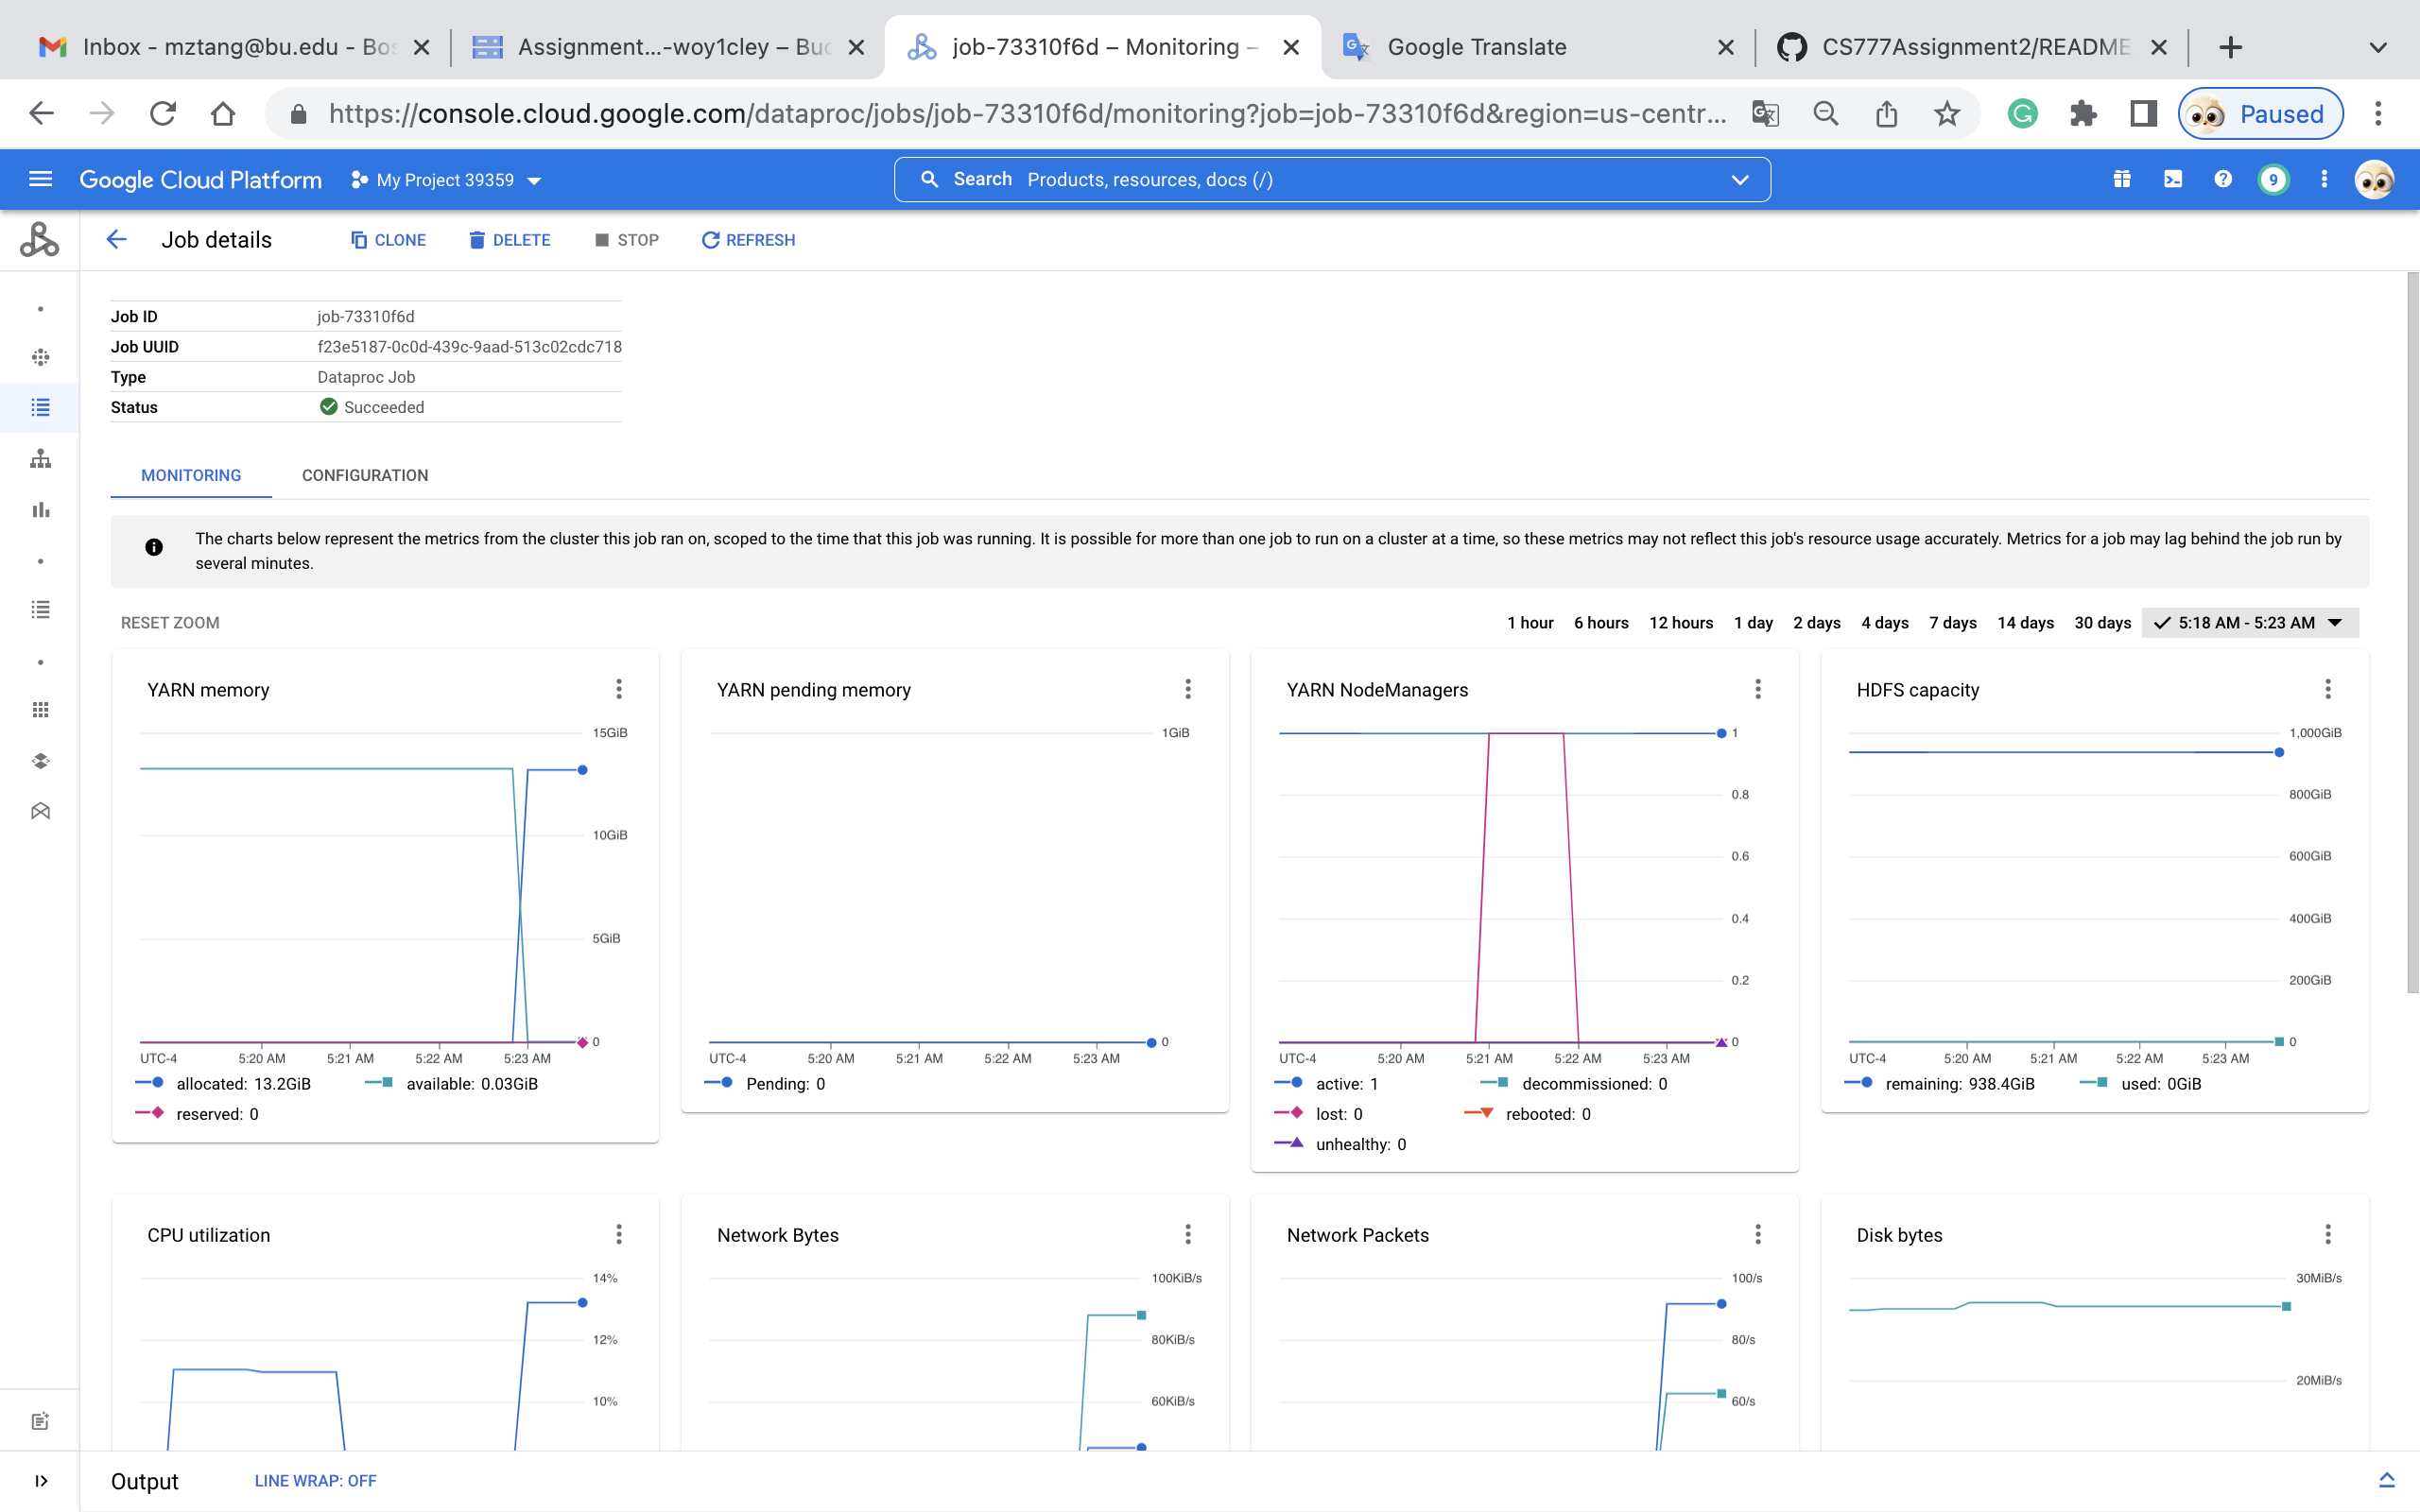 Inbox - mztang@bu.edu - Bos
Assignment...-woy1cley – Buc
job-73310f6d – Monitoring –
Google Translate
CS777Assignment2/README
https://console.cloud.google.com/dataproc/jobs/job-73310f6d/monitoring?job=job-73310f6d&region=us-centr...
Paused
Google Cloud Platform
My Project 39359
Search Products, resources, docs (/)
9
Job details
CLONE
DELETE
STOP
REFRESH
Job ID job-73310f6d
Job UUID f23e5187-0c0d-439c-9aad-513c02cdc718
Type Dataproc Job
Status Succeeded
MONITORING
CONFIGURATION
The charts below represent the metrics from the cluster this job ran on, scoped to the time that this job was running. It is possible for more than one job to run on a cluster at a time, so these metrics may not reflect this job's resource usage accurately. Metrics for a job may lag behind the job run by
several minutes.
RESET ZOOM
1 hour 6 hours 12 hours 1 day 2 days 4 days 7 days 14 days 30 days 5:18 AM - 5:23 AM
YARN memory
15GiB
10GiB
5GiB
0
UTC-4 5:20 AM 5:21 AM 5:22 AM 5:23 AM
allocated: 13.2GiB available: 0.03GiB
reserved: 0
YARN pending memory
1GiB
0
UTC-4 5:20 AM 5:21 AM 5:22 AM 5:23 AM
Pending: 0
YARN NodeManagers
1
0.8
0.6
0.4
0.2
0
UTC-4 5:20 AM 5:21 AM 5:22 AM 5:23 AM
active: 1 decommissioned: 0
lost: 0 rebooted: 0
unhealthy: 0
HDFS capacity
1,000GiB
800GiB
600GiB
400GiB
200GiB
0
UTC-4 5:20 AM 5:21 AM 5:22 AM 5:23 AM
remaining: 938.4GiB used: 0GiB
CPU utilization
14%
12%
10%
Network Bytes
100KiB/s
80KiB/s
60KiB/s
Network Packets
100/s
80/s
60/s
Disk bytes
30MiB/s
20MiB/s
Output
LINE WRAP: OFF